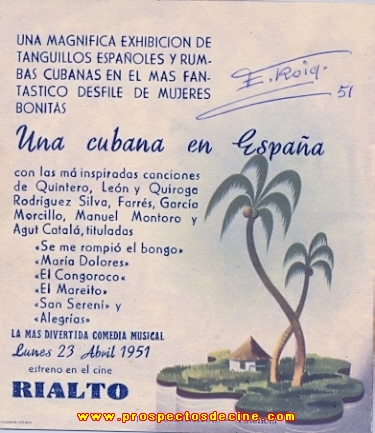 UNA MAGNIFICA EXHIBICION DE
TANGUILLOS ESPAÑOLES Y RUM-
BAS CUBANAS EN EL MAS FAN-
TASTICO DESFILE DE MUJERES
BONITAS
E. Roig.
51
Una cubana en España
con las má inspiradas canciones
de Quintero, León y Quiroga
Rodríguez Silva, Farrés, García
Morcillo, Manuel Montoro y
Agut Catalá, tituladas
«Se me rompió el bongo»
«María Dolores»
«El Congoroco«
«El Mareito»
«San Serení» y
«Alegrías»
LA MAS DIVERTIDA COMEDIA MUSICAL
Lunes 23 Abril 1951
estreno en el cine
RIALTO
www.prospectosdecine.com